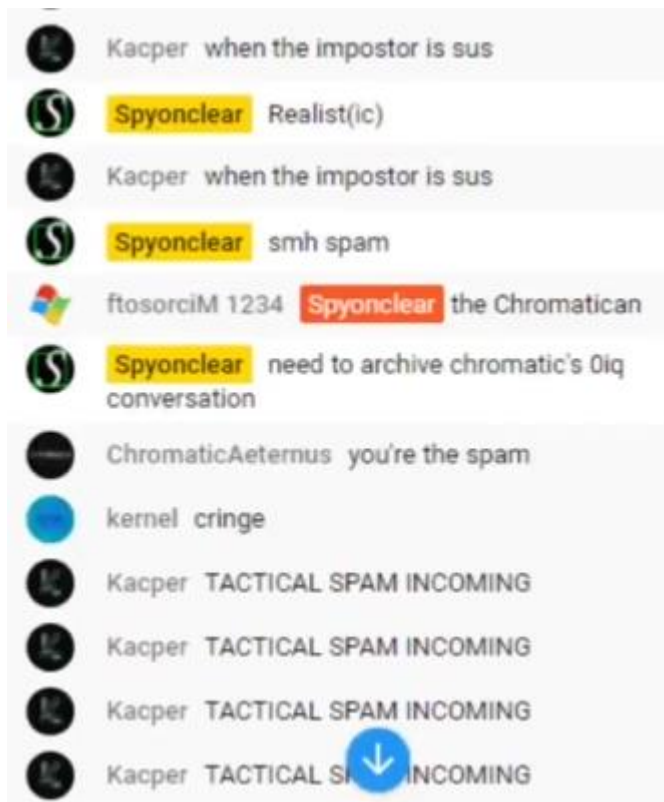 Kacper when the impostor is sus
Spyonclear Realist(ic)
Kacper when the impostor is sus
Spyonclear smh spam
ftosorciM 1234 Spyonclear the Chromatican
Spyonclear need to archive chromatic's 0iq
conversation
ChromaticAeternus you're the spam
kernel cringe
Kacper TACTICAL SPAM INCOMING
Kacper TACTICAL SPAM INCOMING
Kacper TACTICAL SPAM INCOMING
Kacper TACTICAL SPAM INCOMING